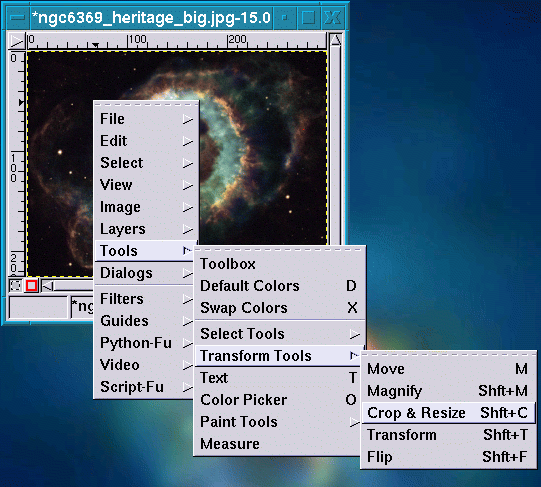 *ngc6369_heritage_big.jpg-15.0
0 100 200
0
100
20
File
Edit
Select
View
Image
Layers
Tools
Dialogs
Filters
Guides
Python-Fu
Video
Script-Fu
*ng
Toolbox
Default Colors D
Swap Colors X
Select Tools
Transform Tools
Text T
Color Picker O
Paint Tools
Measure
Move M
Magnify Shft+M
Crop & Resize Shft+C
Transform Shft+T
Flip Shft+F